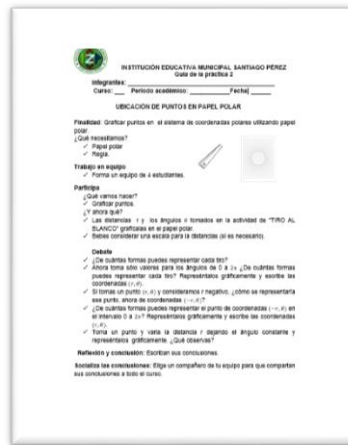 INSTITUCIÓN EDUCATIVA MUNICIPAL SANTIAGO PÉREZ
Guía de la práctica 2
Integrantes: ______________________
Curso: ___ Periodo académico: ____________ Fecha: _____
UBICACIÓN DE PUNTOS EN PAPEL POLAR
Finalidad: Graficar puntos en el sistema de coordenadas polares utilizando papel
polar.
¿Qué necesitamos?
✓ Papel polar
✓ Regla.
Trabajo en equipo
✓ Forma un equipo de 4 estudiantes.
Participa
¿Qué vamos hacer?
✓ Graficar puntos.
¿Y ahora qué?
✓ Las distancias r y los ángulos θ tomados en la actividad de "TIRO AL
BLANCO" grafícalas en el papel polar.
✓ Debes considerar una escala para la distancias (si es necesario).
Debate
✓ ¿De cuántas formas puedes representar cada tiro?
✓ Ahora toma sólo valores para los ángulos de 0 a 2π ¿De cuántas formas
puedes representar cada tiro? Represéntalos gráficamente y escribe las
coordenadas (r, θ).
✓ Si tomas un punto (r, θ) y consideramos r negativo, ¿cómo se representaría
ese punto, ahora de coordenadas (−r, θ)?
✓ ¿De cuántas formas puedes representar el punto de coordenadas (−r, θ) en
el intervalo 0 a 2π? Represéntalos gráficamente y escribe las coordenadas
(r, θ).
✓ Toma un punto y varía la distancia r dejando el ángulo constante y
represéntalos gráficamente. ¿Qué observas?
Reflexión y conclusión: Escriban sus conclusiones.
Socializa las conclusiones: Elige un compañero de tu equipo para que compartan
sus conclusiones a todo el curso.